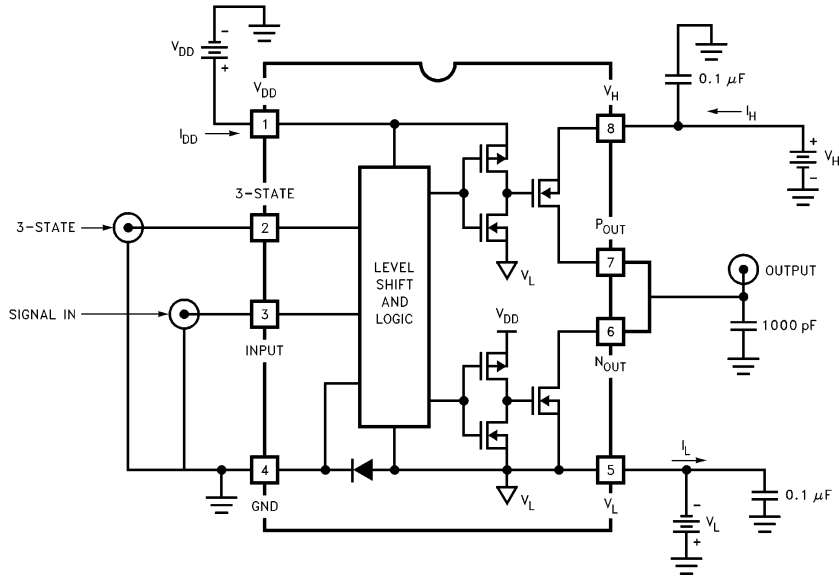 V_DD
-
+
V_DD
I_DD
1
3-STATE
3-STATE
2
SIGNAL IN
3
INPUT
4
GND
LEVEL
SHIFT
AND
LOGIC
V_L
V_DD
V_L
V_H
8
0.1 μF
I_H
+
V_H
-
P_OUT
7
OUTPUT
6
N_OUT
1000 pF
5
V_L
I_L
-
V_L
+
0.1 μF